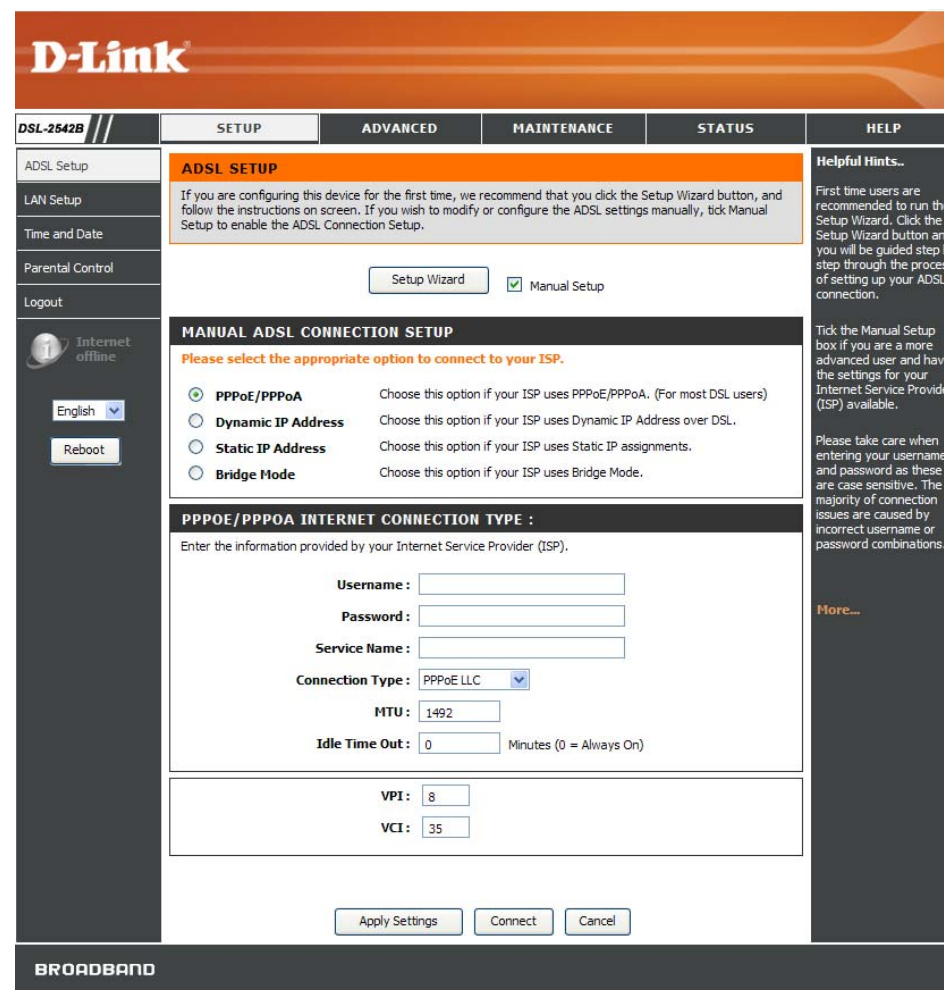 D-Link
DSL-2542B
SETUP
ADVANCED
MAINTENANCE
STATUS
HELP
ADSL Setup
LAN Setup
Time and Date
Parental Control
Logout
Internet
offline
English
Reboot
ADSL SETUP
If you are configuring this device for the first time, we recommend that you click the Setup Wizard button, and
follow the instructions on screen. If you wish to modify or configure the ADSL settings manually, tick Manual
Setup to enable the ADSL Connection Setup.
Setup Wizard
Manual Setup
MANUAL ADSL CONNECTION SETUP
Please select the appropriate option to connect to your ISP.
PPPoE/PPPoA Choose this option if your ISP uses PPPoE/PPPoA. (For most DSL users)
Dynamic IP Address Choose this option if your ISP uses Dynamic IP Address over DSL.
Static IP Address Choose this option if your ISP uses Static IP assignments.
Bridge Mode Choose this option if your ISP uses Bridge Mode.
PPPOE/PPPOA INTERNET CONNECTION TYPE :
Enter the information provided by your Internet Service Provider (ISP).
Username :
Password :
Service Name :
Connection Type : PPPoE LLC
MTU : 1492
Idle Time Out : 0 Minutes (0 = Always On)
VPI : 8
VCI : 35
Apply Settings
Connect
Cancel
Helpful Hints..
First time users are
recommended to run the
Setup Wizard. Click the
Setup Wizard button an
you will be guided step
step through the proces
of setting up your ADSL
connection.
Tick the Manual Setup
box if you are a more
advanced user and hav
the settings for your
Internet Service Provide
(ISP) available.
Please take care when
entering your username
and password as these
are case sensitive. The
majority of connection
issues are caused by
incorrect username or
password combinations.
More...
BROADBAND